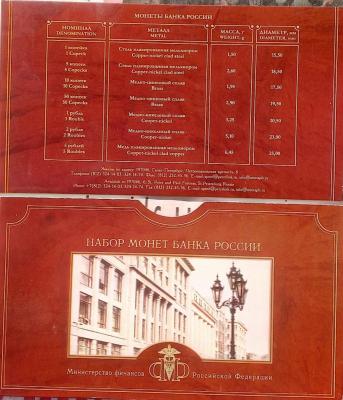 МОНЕТЫ БАНКА РОССИИ
НОМИНАЛ МЕТАЛЛ МАССА, г ДИАМЕТР, мм
DENOMINATION METAL WEIGHT, g DIAMETER, mm
1 копейка Сталь плакированная мельхиором 1,50 15,50
1 Copeck Copper-nickel clad steel
5 копеек Сталь плакированная мельхиором 2,60 18,50
5 Copecks Copper-nickel clad steel
10 копеек Медно-цинковый сплав 1,95 17,50
10 Copecks Brass
50 копеек Медно-цинковый сплав 2,90 19,50
50 Copecks Brass
1 рубль Медно-никелевый сплав 3,25 20,50
1 Rouble Copper-nickel
2 рубля Медно-никелевый сплав 5,10 23,00
2 Roubles Copper-nickel
5 рублей Медь плакированная мельхиором 6,45 25,00
5 Roubles Copper-nickel clad copper
197046, Санкт-Петербург, Петропавловская крепость, 6
НАБОР МОНЕТ БАНКА РОССИИ
Министерство финансов Российской Федерации